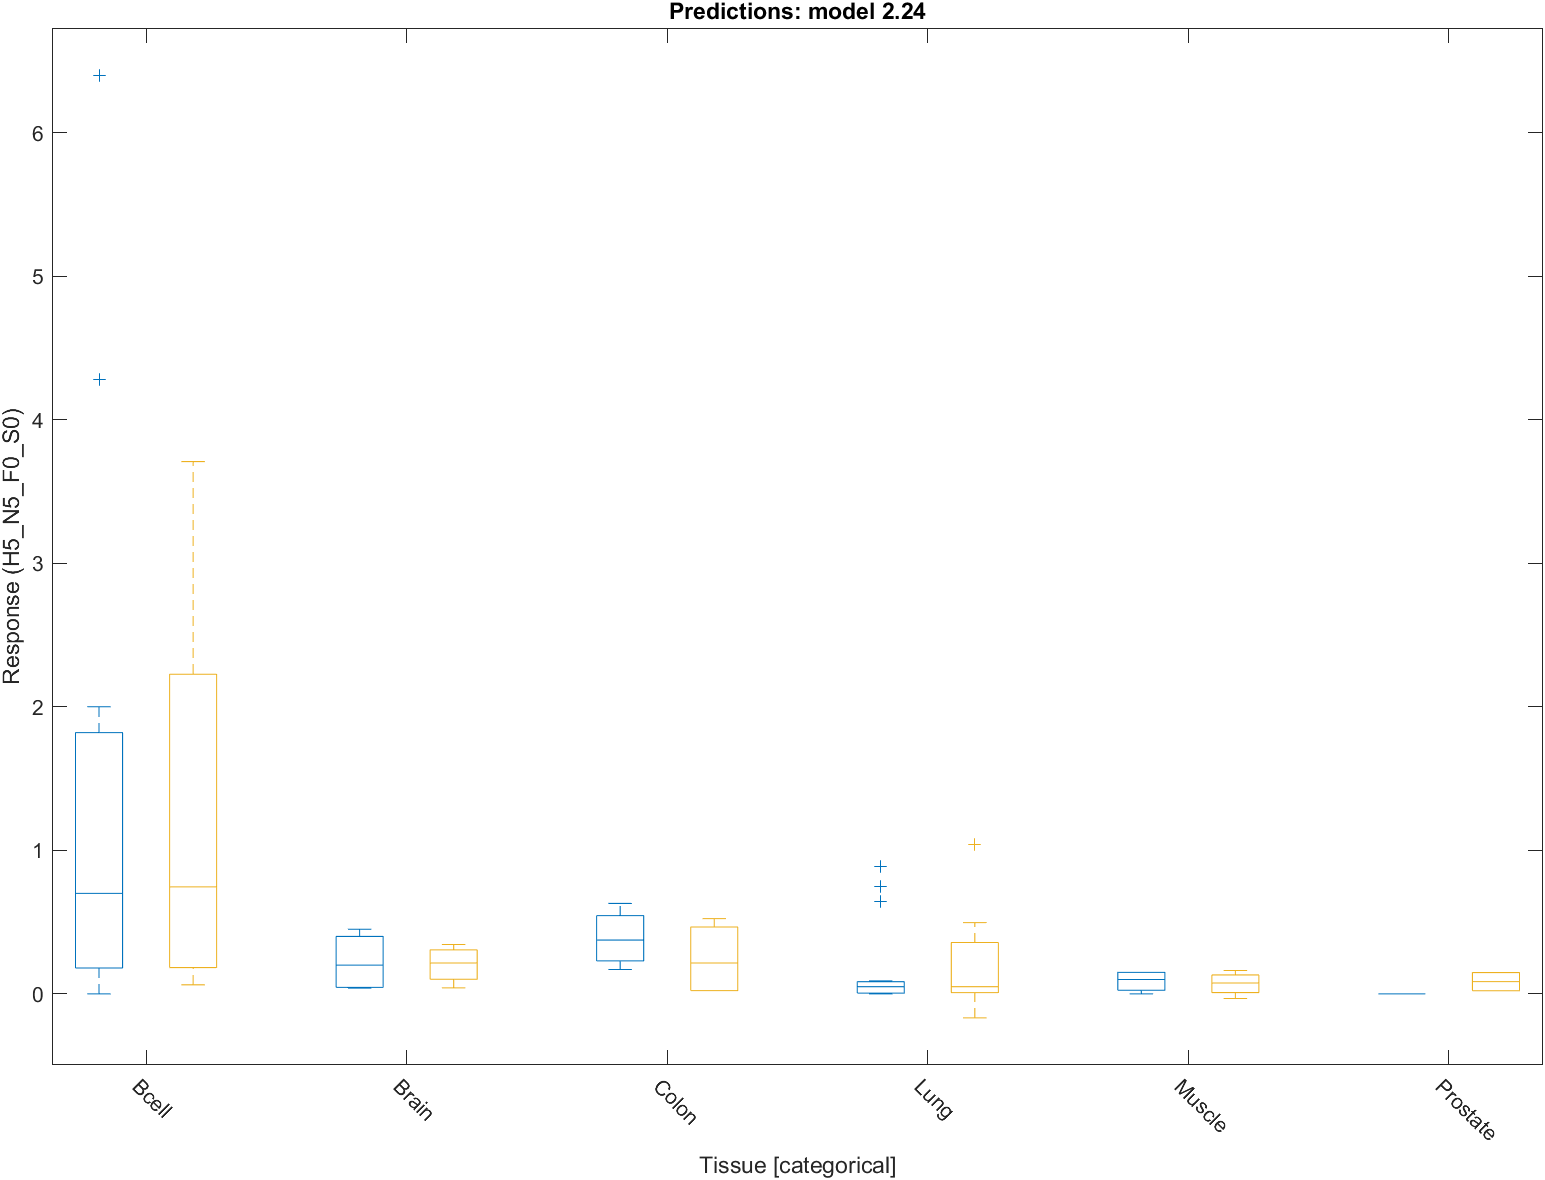 Predictions: model 2.24
Response (H5_N5_F0_S0)
6
5
4
3
2
1
0
Bcell
Brain
Colon
Lung
Muscle
Prostate
Tissue [categorical]